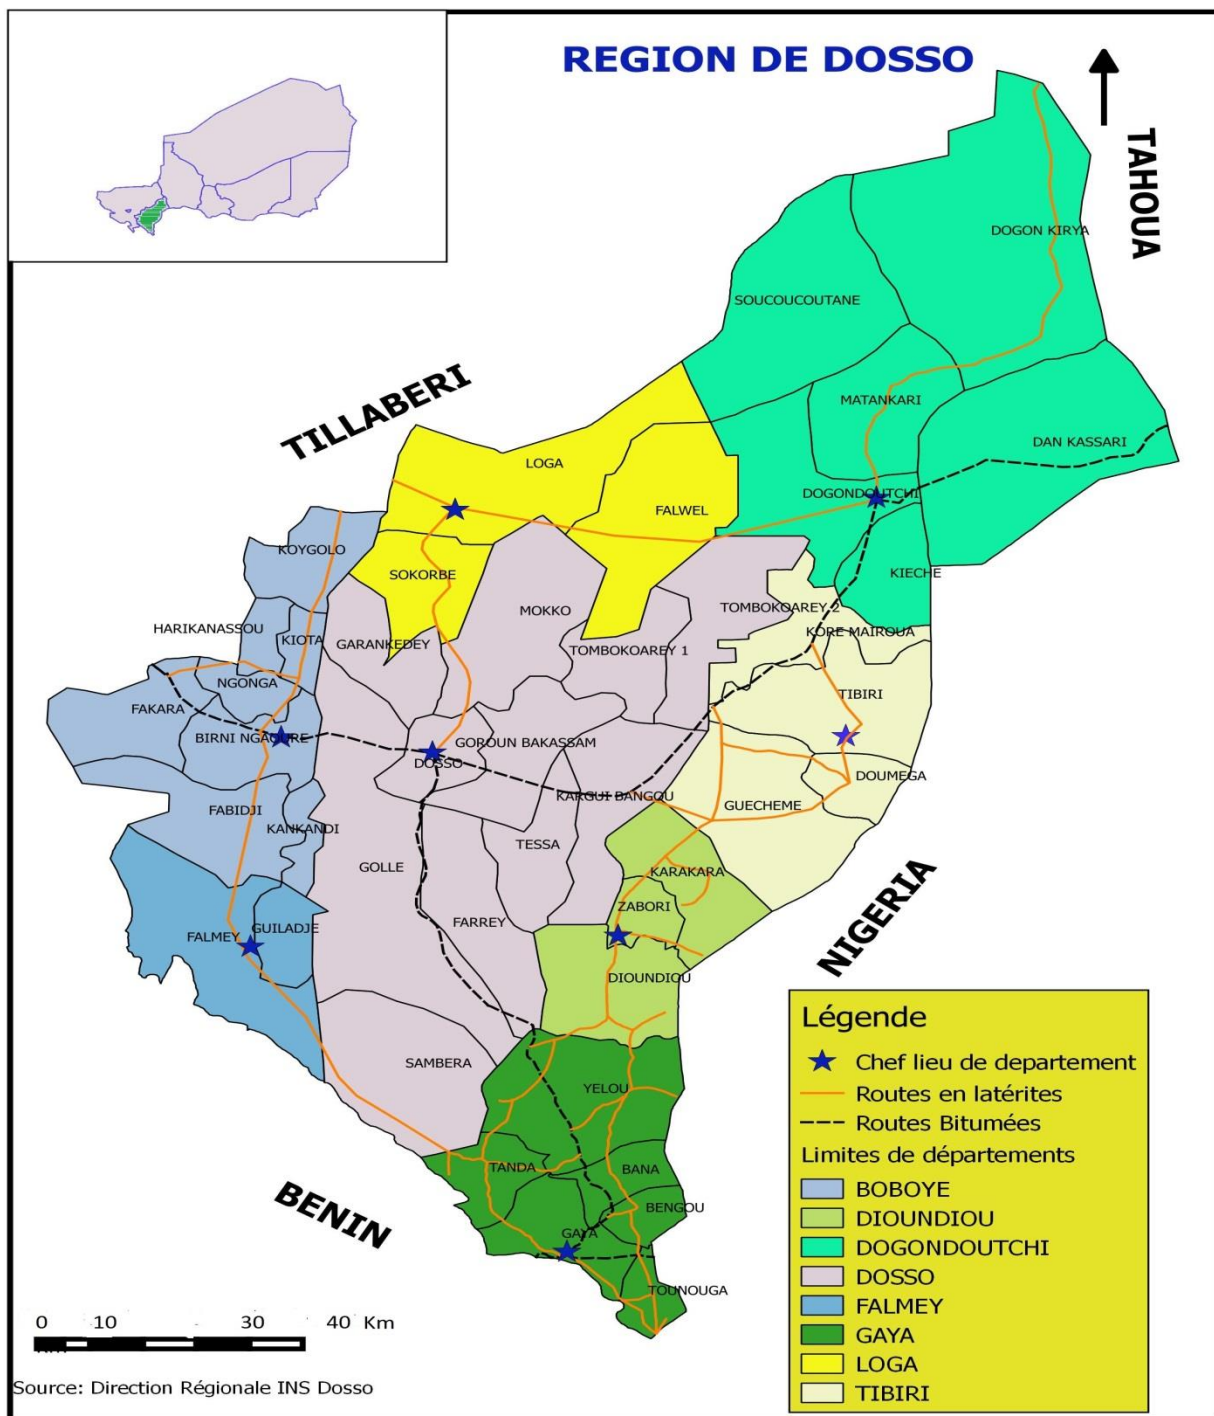 REGION DE DOSSO
TAHOUA
DOGON KIRYA
SOUCOUCOUTANE
MATANKARI
DAN KASSARI
TILLABERI
LOGA
DOGONDOUTCHI
FALWEL
KOYGOLO
SOKORBE
KIECHE
MOKKO
TOMBOKOAREY 2
HARIKANASSOU
KIOTA
GARANKEDEY
TOMBOKOAREY 1
KORE MAIROUA
NGONGA
TIBIRI
FAKARA
BIRNI NGAOURE
GOROUN BAKASSAM
DOSSO
DOUMEGA
KARGUI BANGOU
GUECHEME
FABIDJI
KANKANDI
TESSA
GOLLE
KARAKARA
ZABORI
FARREY
GUILADJE
FALMEY
NIGERIA
DIOUNDIOU
SAMBERA
YELOU
TANDA
BANA
BENGOU
BENIN
GAYA
TOUNOUGA
Légende
Chef lieu de departement
Routes en latérites
Routes Bitumées
Limites de départements
BOBOYE
DIOUNDIOU
DOGONDOUTCHI
DOSSO
FALMEY
GAYA
LOGA
TIBIRI
0 10 30 40 Km
Source: Direction Régionale INS Dosso